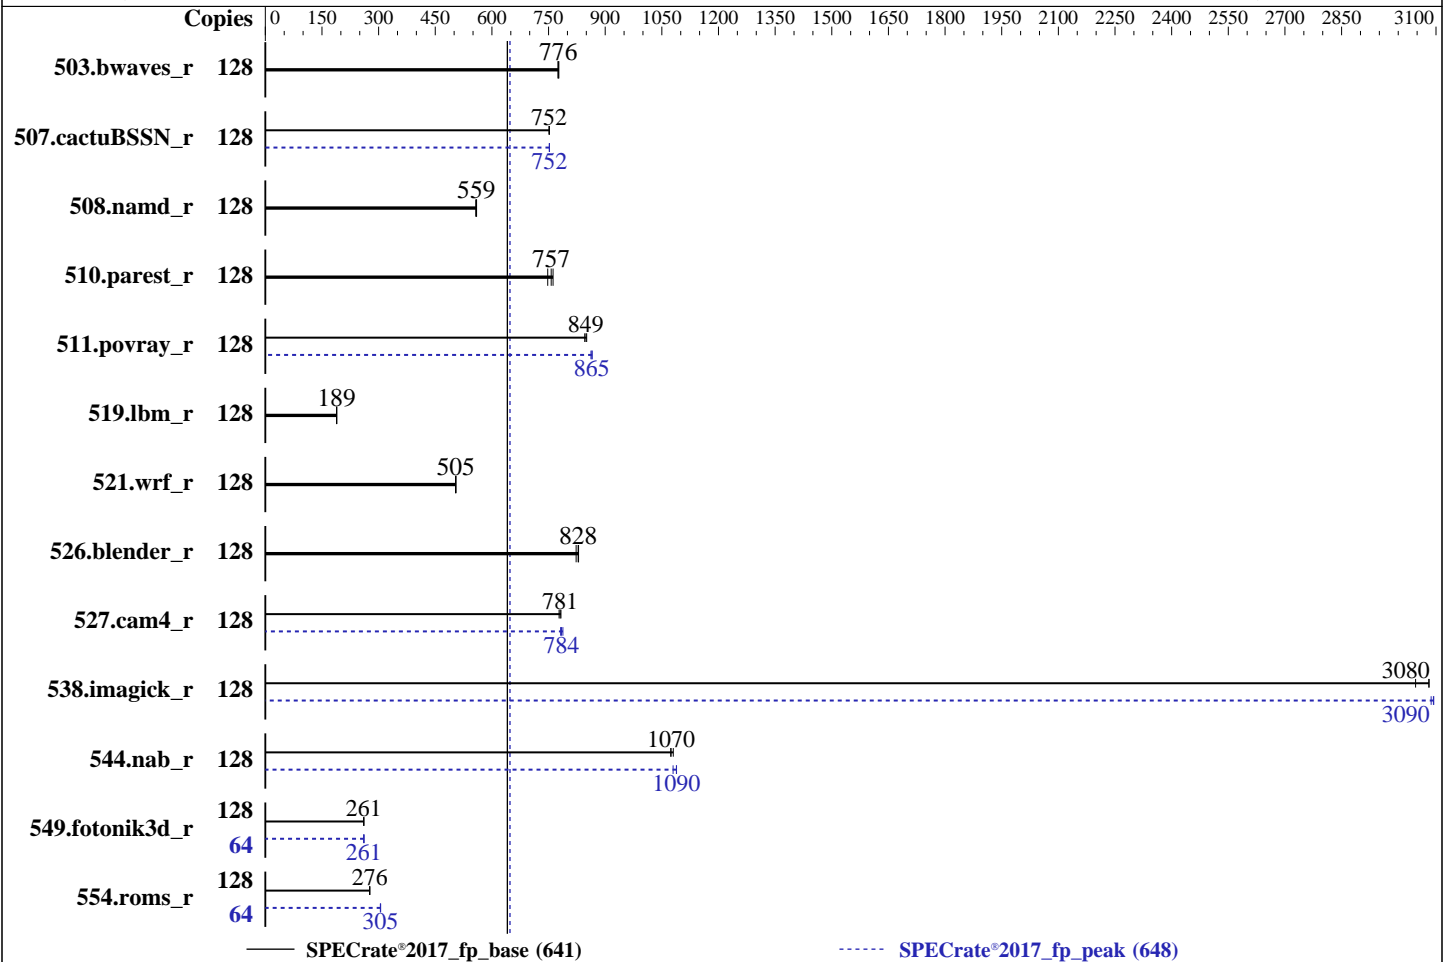 Copies 0 150 300 450 600 750 900 1050 1150 1350 1500 1650 1800 1950 2100 2250 2400 2550 2700 2850 3100
503.bwaves_r 128 776
507.cactuBSSN_r 128 752
752
508.namd_r 128 559
510.parest_r 128 757
511.povray_r 128 849
865
519.lbm_r 128 189
521.wrf_r 128 505
526.blender_r 128 828
527.cam4_r 128 781
784
538.imagick_r 128 3080
3090
544.nab_r 128 1070
1090
549.fotonik3d_r 128 261
64 261
554.roms_r 128 276
64 305
SPECrate®2017_fp_base (641) SPECrate®2017_fp_peak (648)